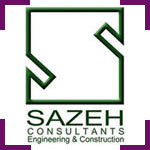 SAZEH
CONSULTANTS
Engineering & Construction